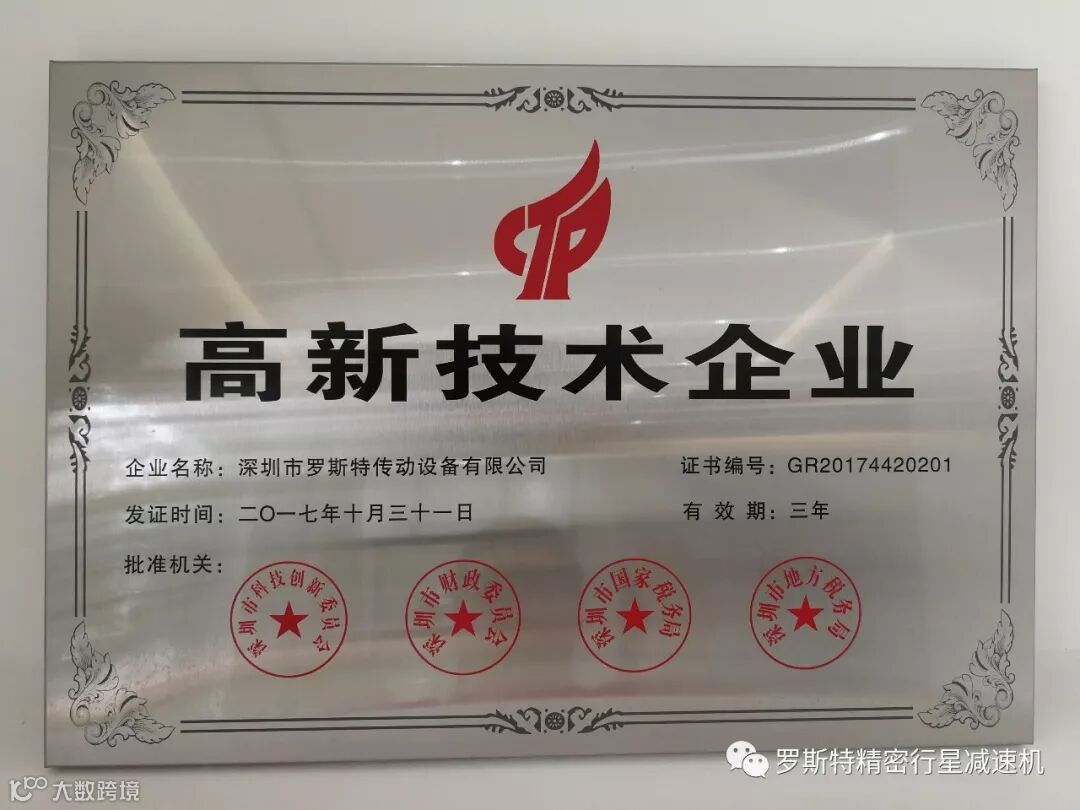 CTP
高新技术企业
企业名称：深圳市罗斯特传动设备有限公司
证书编号：GR20174420201
发证时间：二〇一七年十月三十一日
有效期：三年
批准机关：
深圳市科技创新委员会
深圳市财政委员会
深圳市国家税务局
深圳市地方税务局
罗斯特精密行星减速机
100 大数跨境